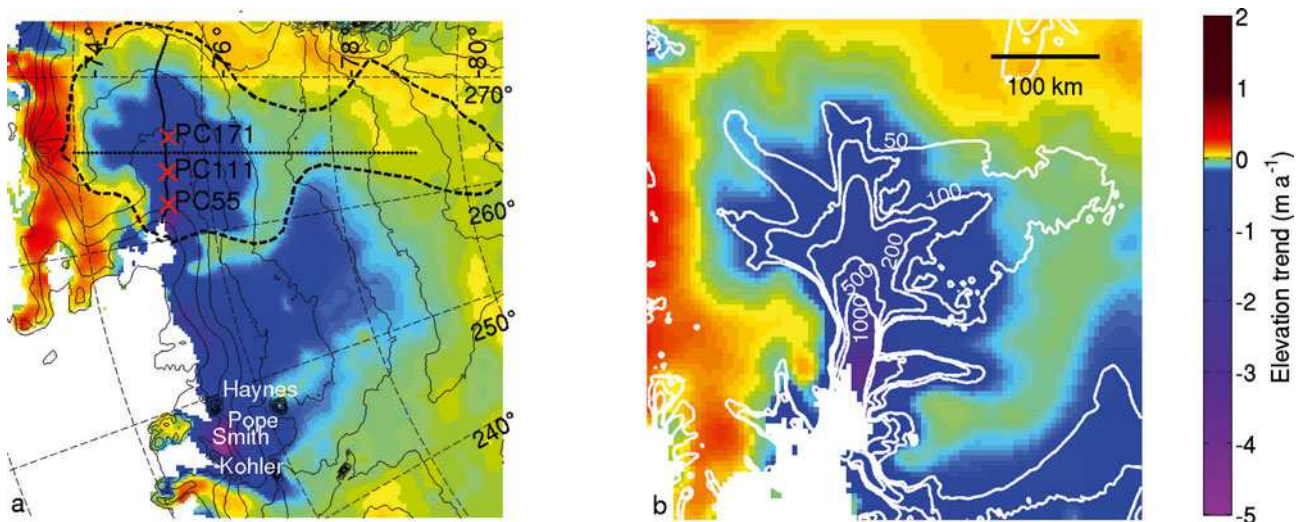 -74°
-76°
-78°
-80°
270°
260°
250°
240°
PC171
PC111
PC55
Haynes
Pope
Smith
Kohler
a
100 km
50
100
200
500
1000
b
2
1
0
-1
-2
-3
-4
-5
Elevation trend (m a⁻¹)